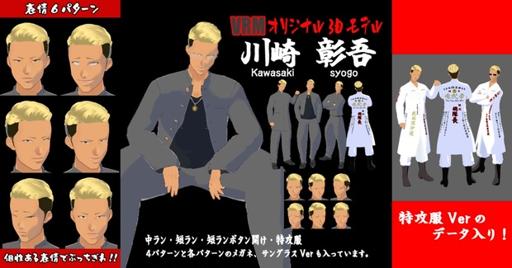 表情6パターン
個性ある表情でぶっちぎれ!!
VRM オリジナル3Dモデル
川崎 彰吾
Kawasaki syogo
中ラン・短ラン・短ランボタン開け・特攻服
4パターンと各パターンのメガネ、サングラスVerも入っています。
特攻服Verの
データ入り!